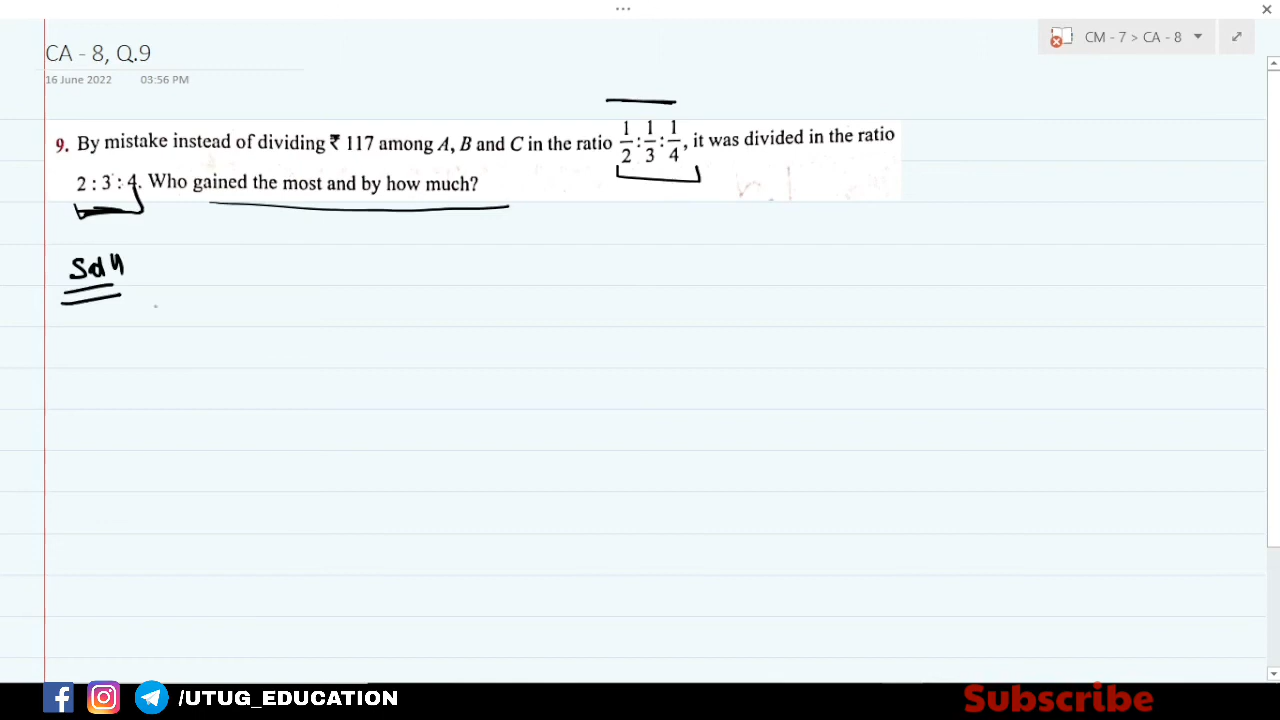 ...
CM - 7 > CA - 8
CA - 8, Q.9
16 June 2022 03:56 PM
9. By mistake instead of dividing ₹ 117 among A, B and C in the ratio 1/2 : 1/3 : 1/4, it was divided in the ratio
2 : 3 : 4. Who gained the most and by how much?
Solⁿ
/UTUG_EDUCATION
Subscribe